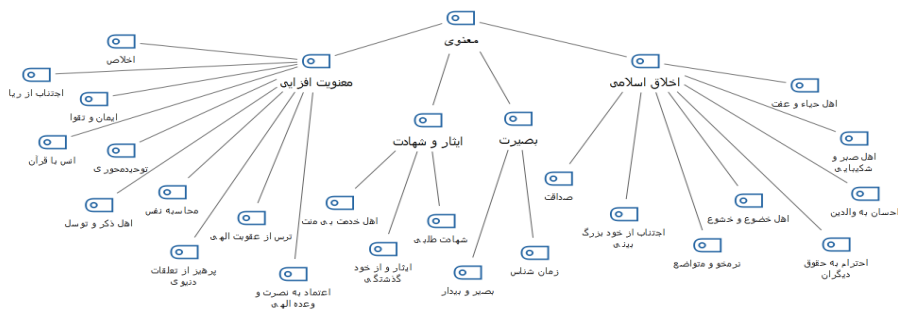 معنوی
اخلاق اسلامی
معنویت افزایی
بصیرت
ایثار و شهادت
اهل حیاء و عفت
اهل صبر و
شکیبایی
احسان به والدین
احترام به حقوق
دیگران
اهل خضوع و خشوع
نرمخو و متواضع
اجتناب از خود بزرگ
بینی
صداقت
زمان شناس
بصیر و بیدار
شهادت طلبی
ایثار و از خود
گذشتگی
اهل خدمت بی منت
اخلاص
اجتناب از ریا
ایمان و تقوا
انس با قرآن
توحیدمحوری
اهل ذکر و توسل
محاسبه نفس
پرهیز از تعلقات
دنیوی
ترس از عقوبت الهی
اعتماد به نصرت و
وعده الهی